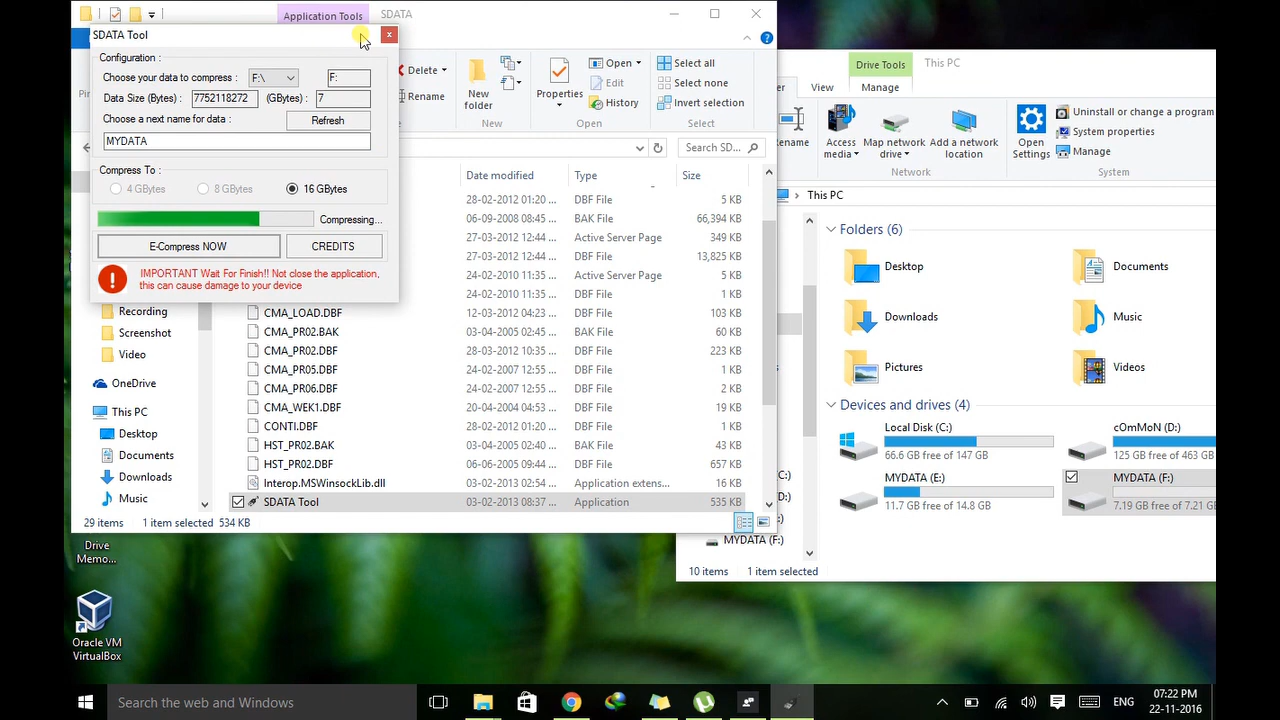 Application Tools
SDATA
SDATA Tool
x
Configuration:
Choose your data to compress :
F:\
F:
Data Size (Bytes) :
7752118272
(GBytes) :
7
Choose a next name for data :
Refresh
MYDATA
Compress To :
4 GBytes
8 GBytes
16 GBytes
Compressing...
E-Compress NOW
CREDITS
IMPORTANT Wait For Finish!! Not close the application,
this can cause damage to your device
Delete
Rename
New
folder
New
Properties
Open
Edit
History
Open
Select all
Select none
Insert selection
Select
Search SD...
Date modified
Type
Size
28-02-2012 01:20 ...
DBF File
5 KB
06-09-2008 08:45 ...
BAK File
66,394 KB
27-03-2012 12:44 ...
Active Server Page
349 KB
27-03-2012 12:44 ...
DBF File
13,825 KB
24-02-2010 11:35 ...
Active Server Page
5 KB
24-02-2010 11:35 ...
DBF File
1 KB
CMA_LOAD.DBF
12-03-2012 04:23 ...
DBF File
103 KB
CMA_PR02.BAK
03-04-2005 02:45 ...
BAK File
60 KB
CMA_PR02.DBF
28-03-2012 10:35 ...
DBF File
223 KB
CMA_PR05.DBF
24-02-2007 12:55 ...
DBF File
1 KB
CMA_PR06.DBF
24-02-2007 12:55 ...
DBF File
2 KB
CMA_WEK1.DBF
20-04-2004 04:53 ...
DBF File
19 KB
CONTI.DBF
28-02-2012 01:20 ...
DBF File
1 KB
HST_PR02.BAK
03-04-2005 02:40 ...
BAK File
43 KB
HST_PR02.DBF
06-06-2005 09:44 ...
DBF File
657 KB
Interop.MSWinsockLib.dll
03-02-2013 02:54 ...
Application extens...
16 KB
SDATA Tool
03-02-2013 08:37 ...
Application
535 KB
Recording
Screenshot
Video
OneDrive
This PC
Desktop
Documents
Downloads
Music
29 items
1 item selected 534 KB
Drive Tools
This PC
View
Manage
Access
media
Map network
drive
Add a network
location
Network
Open
Settings
Uninstall or change a program
System properties
Manage
System
This PC
Folders (6)
Desktop
Documents
Downloads
Music
Pictures
Videos
Devices and drives (4)
Local Disk (C:)
66.6 GB free of 147 GB
cOmMoN (D:)
125 GB free of 463 GB
MYDATA (E:)
11.7 GB free of 14.8 GB
MYDATA (F:)
7.19 GB free of 7.21 G
MYDATA (F:)
10 items
1 item selected
Drive
Memo...
Oracle VM
VirtualBox
Search the web and Windows
ENG
07:22 PM
22-11-2016